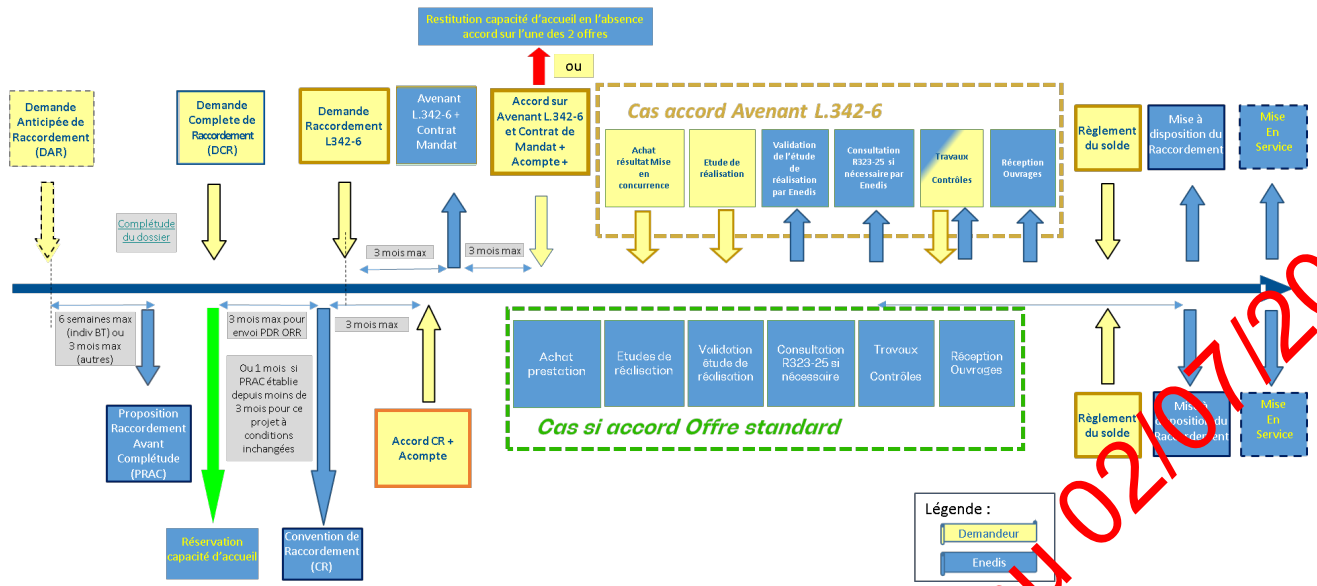 Restitution capacité d'accueil en l'absence
accord sur l'une des 2 offres
ou
Demande
Anticipée de
Raccordement
(DAR)
Demande
Complete de
Raccordement
(DCR)
Demande
Raccordement
L342-6
Avenant
L.342-6 +
Contrat
Mandat
Accord sur
Avenant L.342-6
et Contrat de
Mandat +
Acompte +
Cas accord Avenant L.342-6
Achat
résultat Mise
en
concurrence
Etude de
réalisation
Validation
de l'étude
de
réalisation
par Enedis
Consultation
R323-25 si
nécessaire par
Enedis
Travaux
Contrôles
Réception
Ouvrages
Règlement
du solde
Mise à
disposition du
Raccordement
Mise
En
Service
Complétude
du dossier
3 mois max
3 mois max
6 semaines max
(indiv BT) ou
3 mois max
(autres)
3 mois max pour
envoi PDR ORR
3 mois max
Ou 1 mois si
PRAC établie
depuis moins de
3 mois pour ce
projet à
conditions
inchangées
Proposition
Raccordement
Avant
Complétude
(PRAC)
Accord CR +
Acompte
Achat
prestation
Etudes de
réalisation
Validation
étude de
réalisation
Consultation
R323-25 si
nécessaire
Travaux
Contrôles
Réception
Ouvrages
Cas si accord Offre standard
Règlement
du solde
Mise à
disposition du
Raccordement
Mise
En
Service
Réservation
capacité d'accueil
Convention de
Raccordement
(CR)
Légende :
Demandeur
Enedis
02/07/20